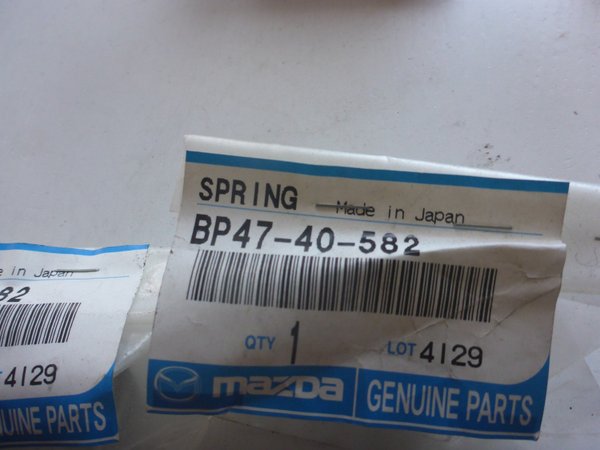 SPRING
Made in Japan
BP47-40-582
QTY 1
LOT 4129
mazda
GENUINE PARTS
in Japan
82
4129
UINE PARTS